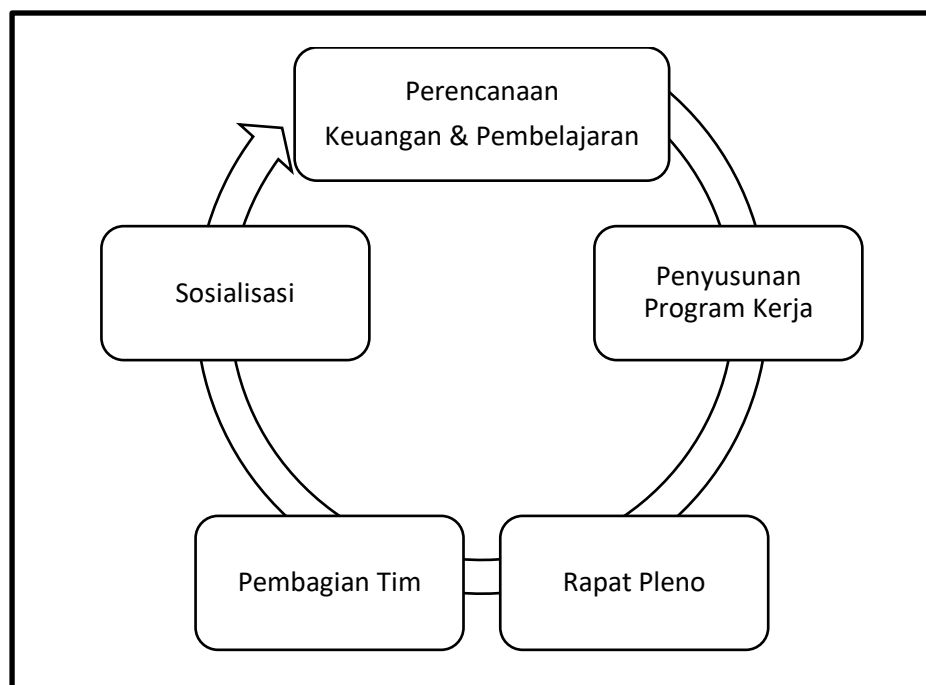 Perencanaan
Keuangan & Pembelajaran
Penyusunan
Program Kerja
Rapat Pleno
Pembagian Tim
Sosialisasi